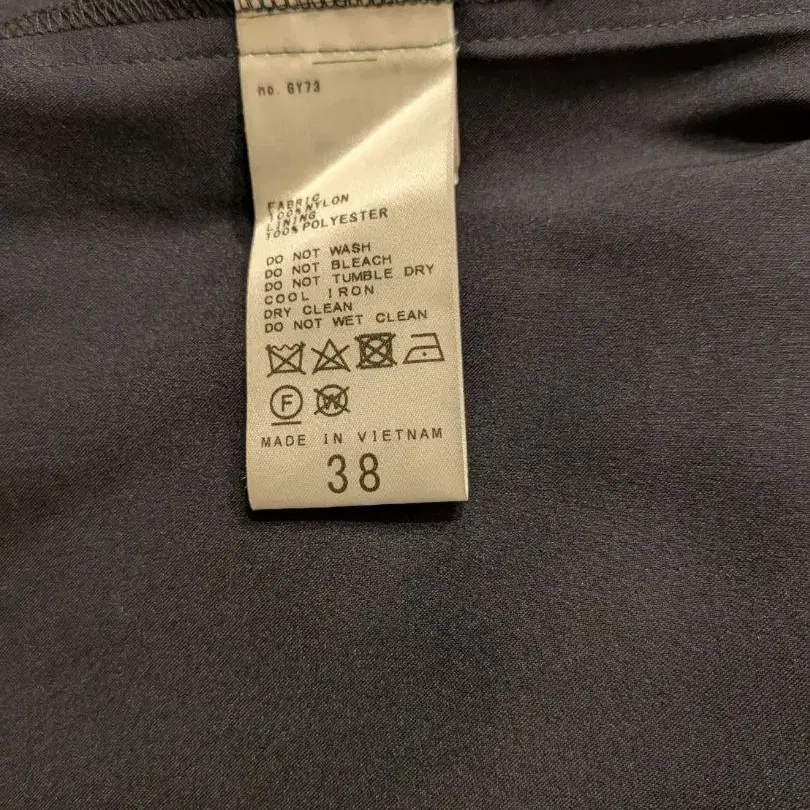 no. GY73
FABRIC
100% NYLON
LINING
100% POLYESTER
DO NOT WASH
DO NOT BLEACH
DO NOT TUMBLE DRY
COOL IRON
DRY CLEAN
DO NOT WET CLEAN
F W
MADE IN VIETNAM
38